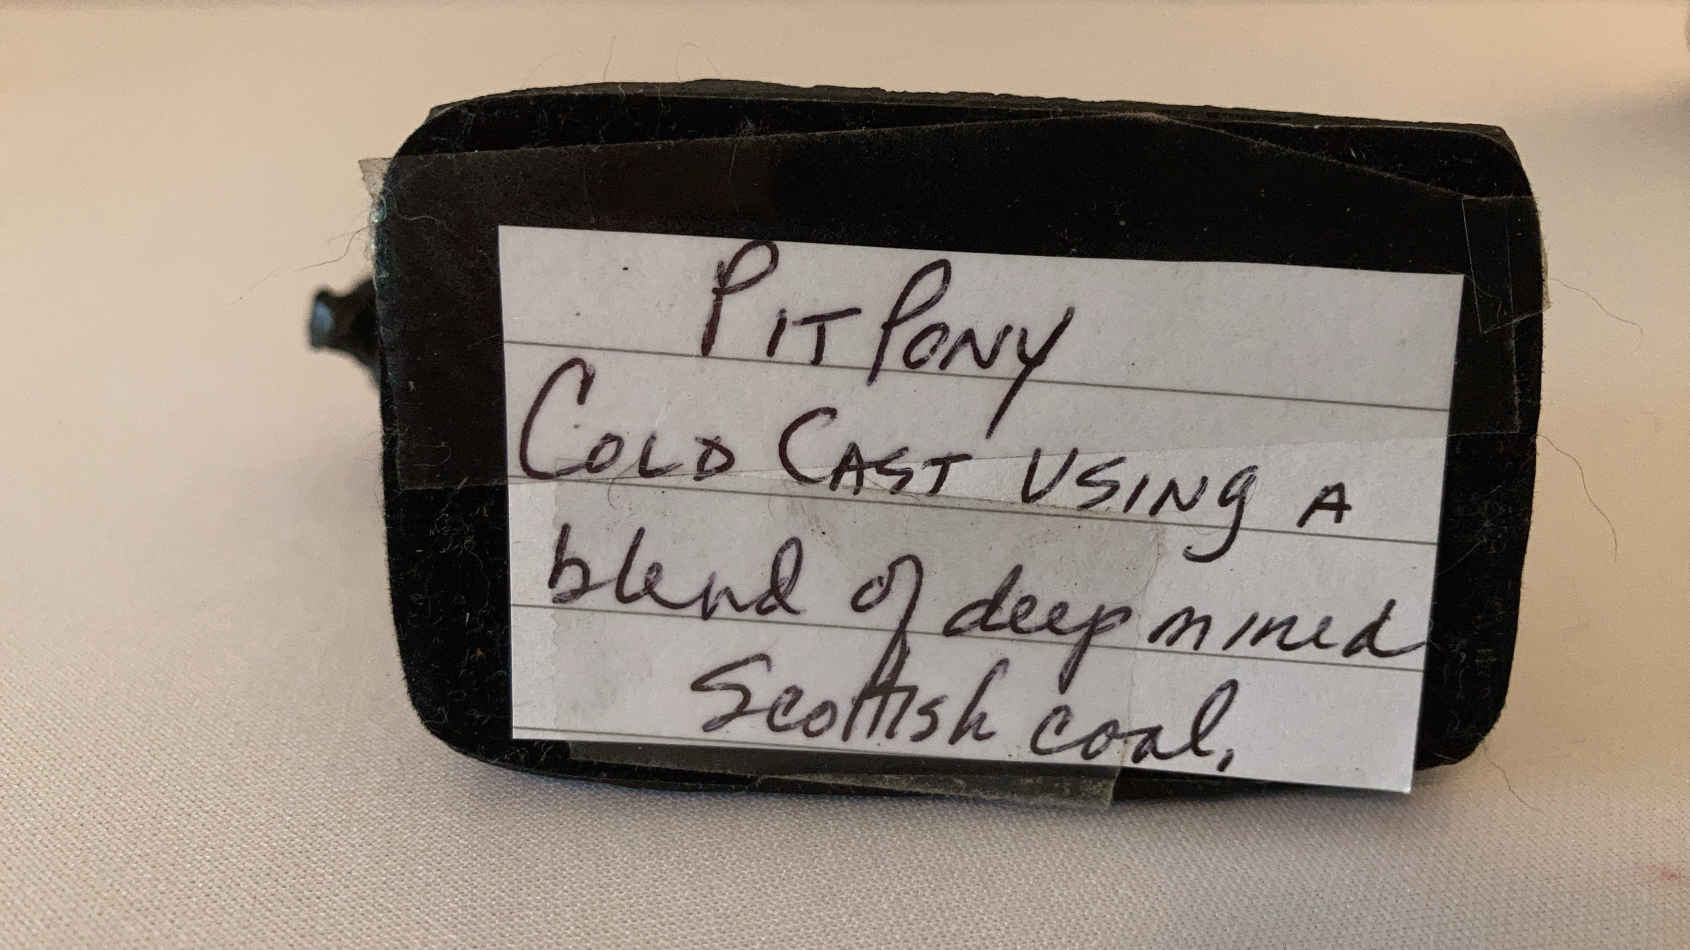 Pit Pony
Cold Cast using a
blend of deep mined
Scottish coal.